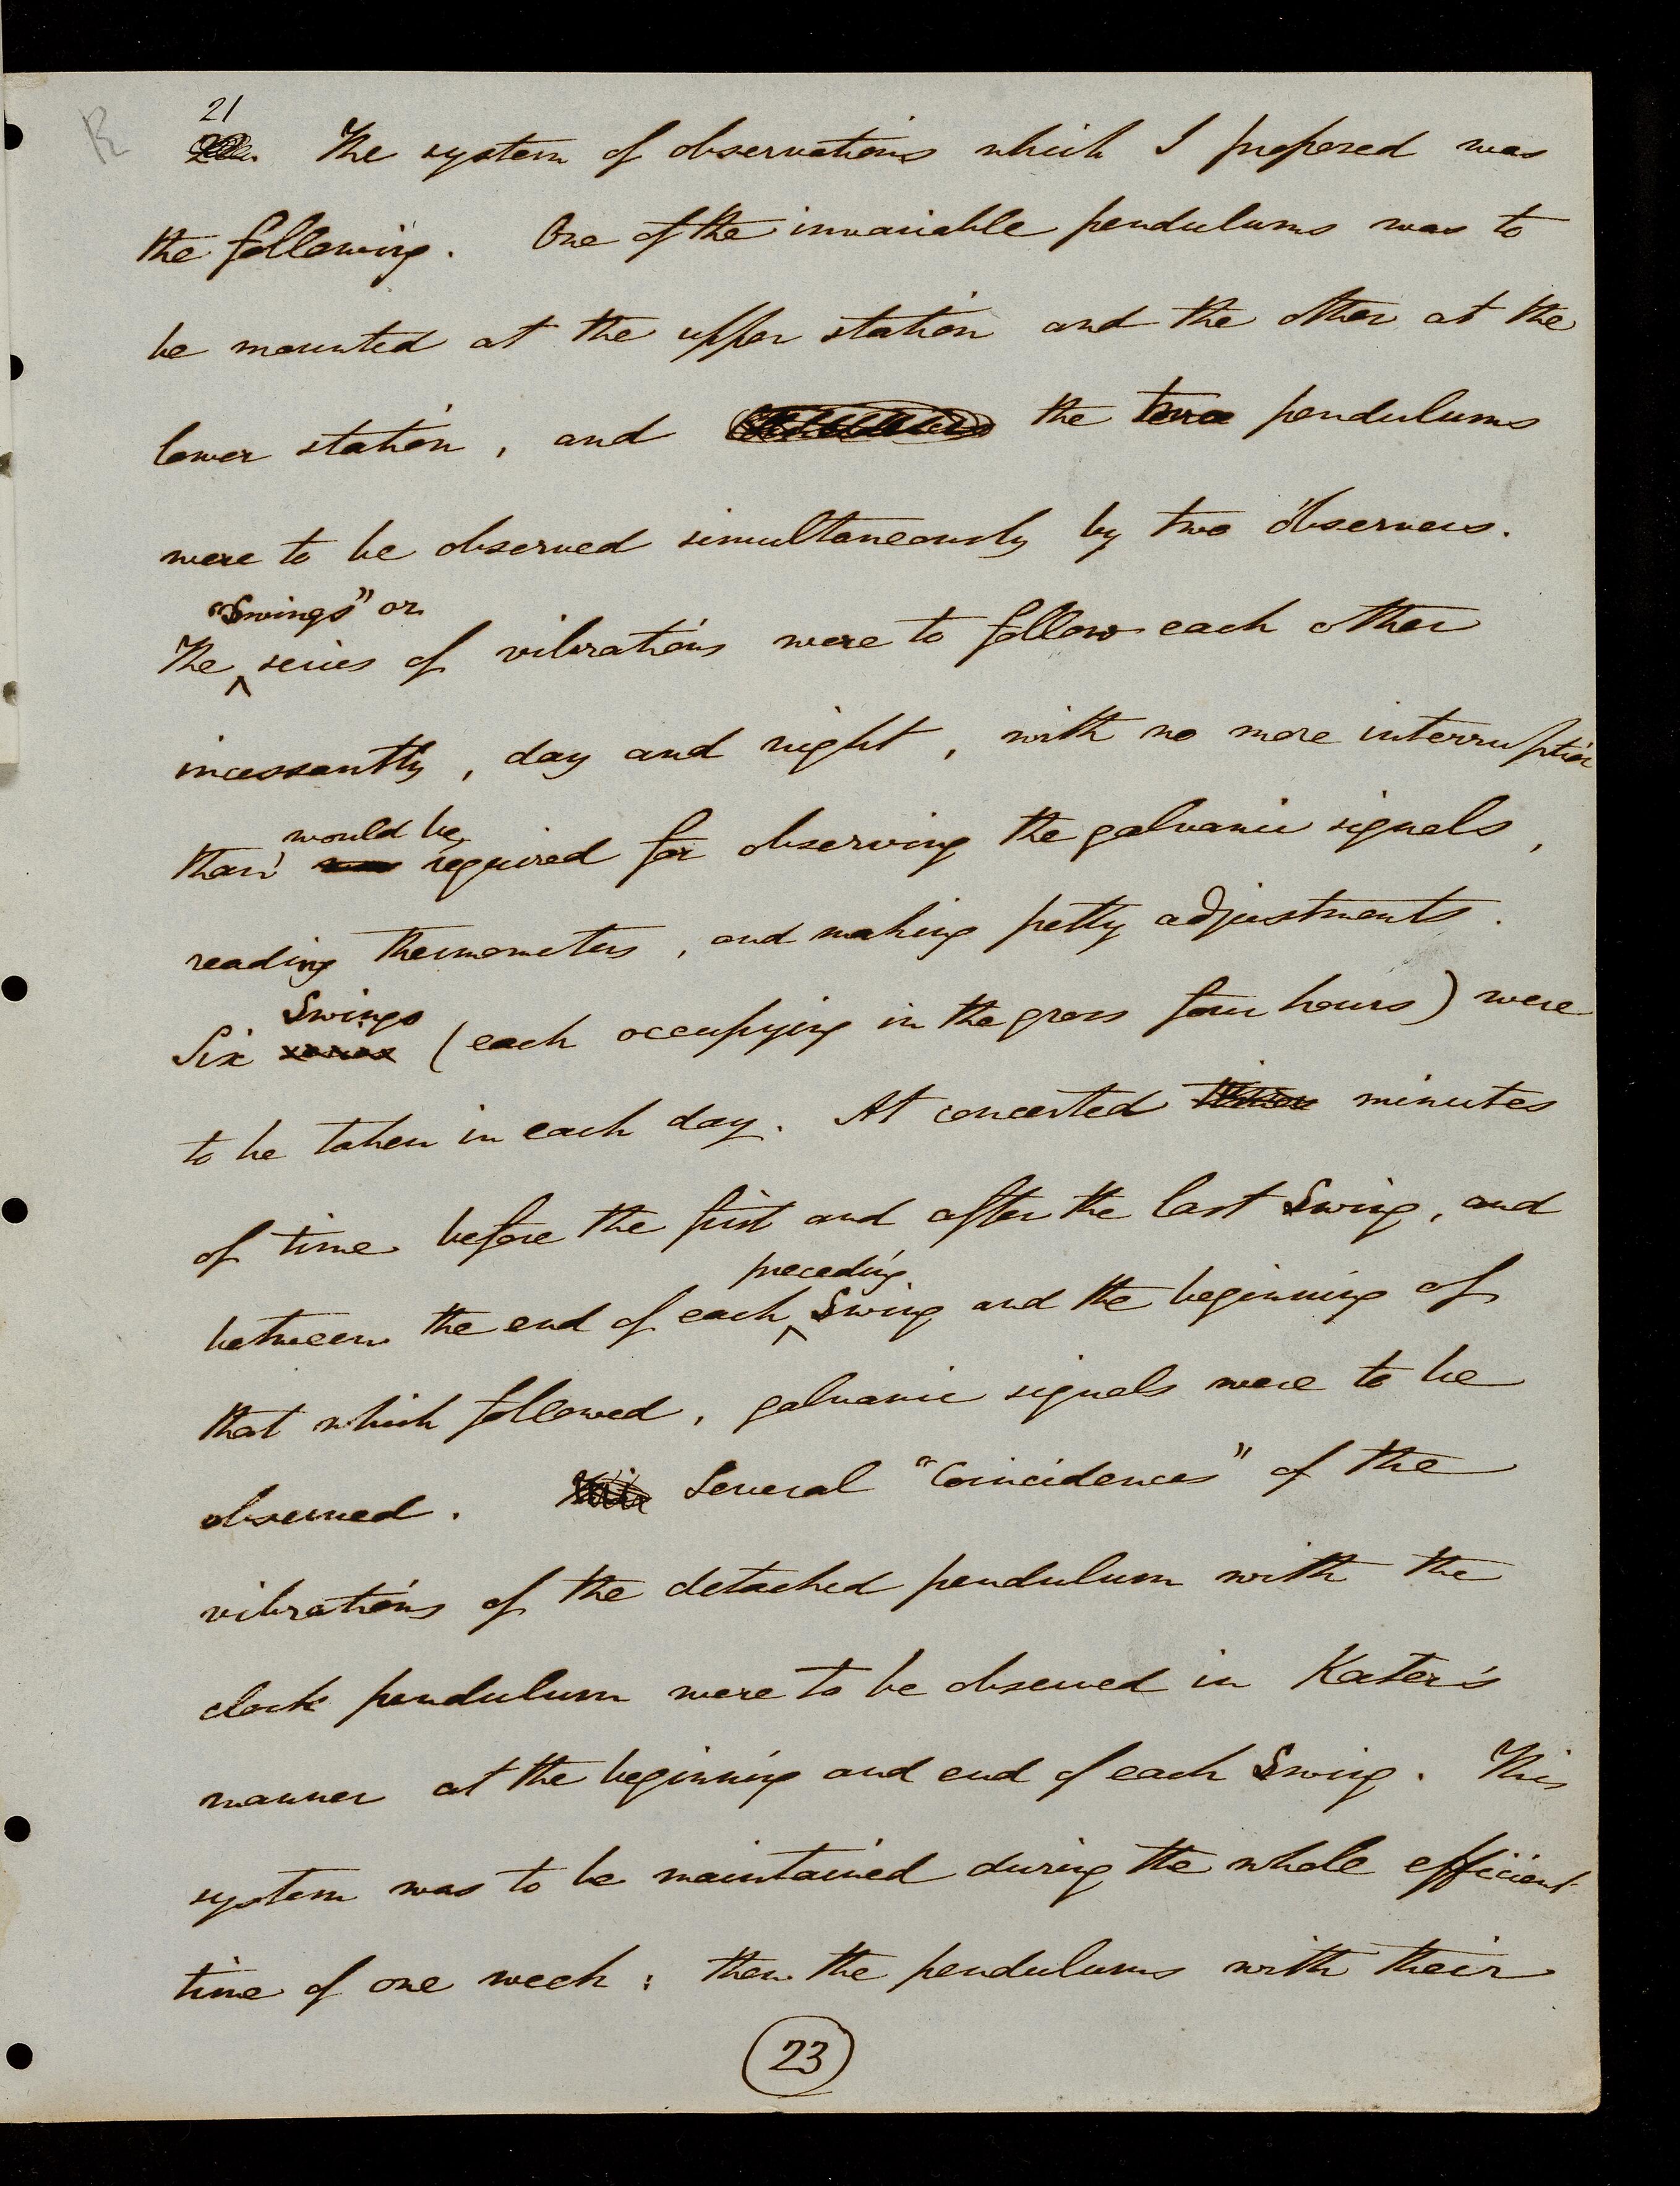 21
The system of observations which I proposed was
the following. One of the invariable pendulums was to
be mounted at the upper station and the other at the
lower station, and the two pendulums
were to be observed simultaneously by two observers.
"Swings" or
The ^ series of vibrations were to follow each other
incessantly, day and night, with no more interruption
would be
than required for observing the galvanic signals,
reading thermometers, and making petty adjustments.
Swings
Six (each occupying in the gross four hours) were
to be taken in each day. At concerted minutes
of time before the first and after the last Swing, and
preceding
between the end of each ^ Swing and the beginning of
that which followed, galvanic signals were to be
observed. Several "Coincidences" of the
vibrations of the detached pendulum with the
clock pendulum were to be observed in Kater's
manner at the beginning and end of each Swing. This
system was to be maintained during the whole efficient
time of one week: then the pendulums with their
23